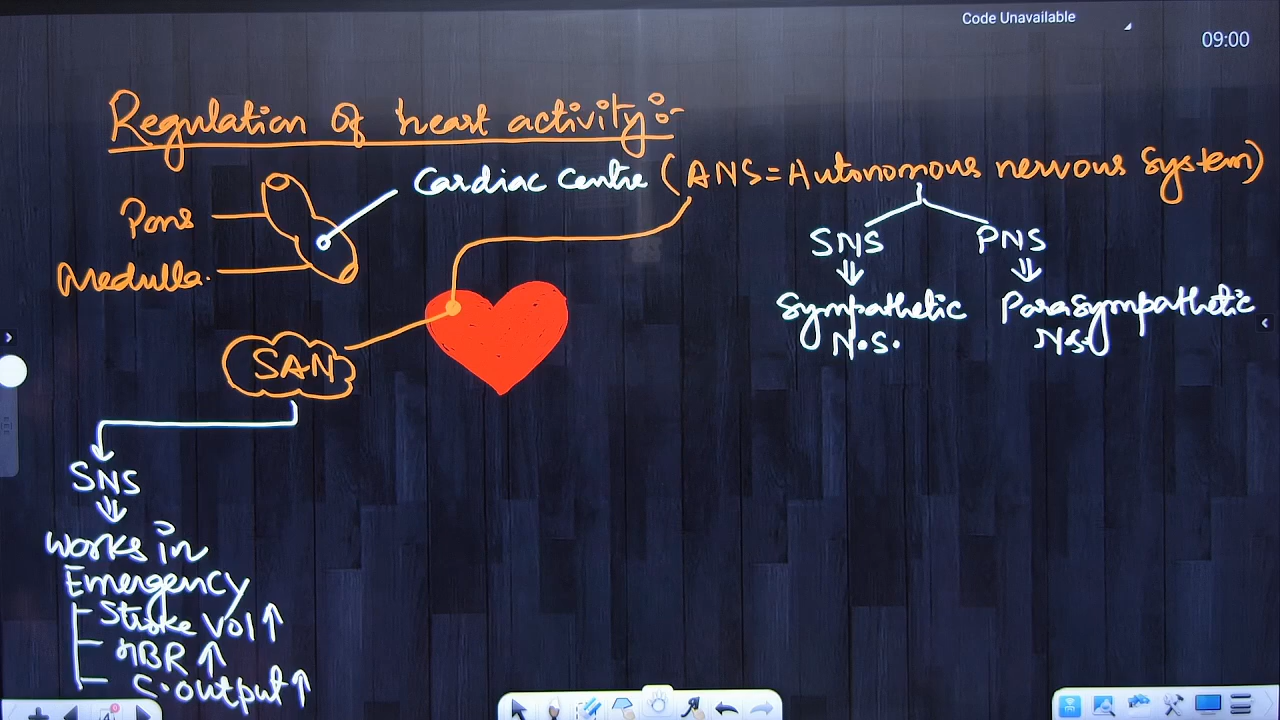 Code Unavailable
09:00
Regulation of heart activity :-
Cardiac Centre (ANS = Autonomous nervous System)
Pons
Medulla.
SNS
PNS
Sympathetic
N.S.
Parasympathetic
N.S.
SAN
SNS
works in
Emergency
Stroke Vol ↑
HBR ↑
C. output ↑